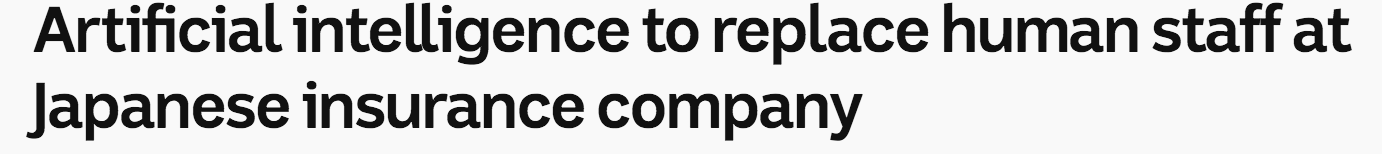 Artificial intelligence to replace human staff at
Japanese insurance company